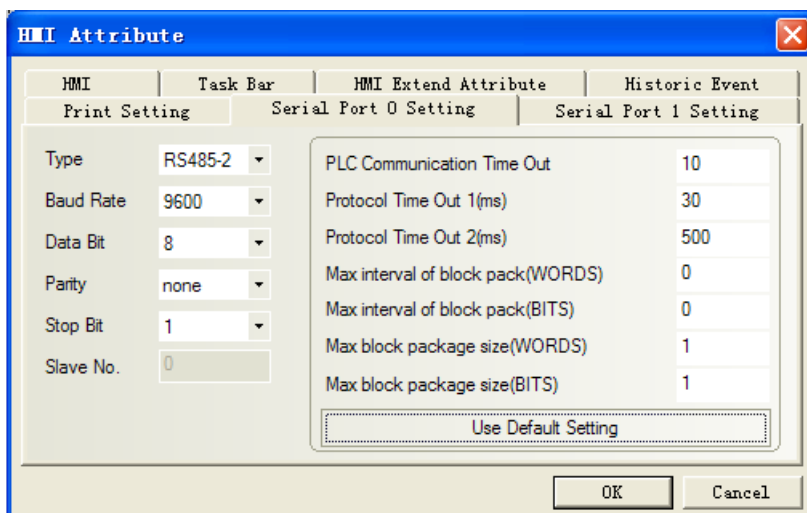 HMI Attribute
HMI
Task Bar
HMI Extend Attribute
Historic Event
Print Setting
Serial Port 0 Setting
Serial Port 1 Setting
Type RS485-2
Baud Rate 9600
Data Bit 8
Parity none
Stop Bit 1
Slave No. 0
PLC Communication Time Out 10
Protocol Time Out 1(ms) 30
Protocol Time Out 2(ms) 500
Max interval of block pack(WORDS) 0
Max interval of block pack(BITS) 0
Max block package size(WORDS) 1
Max block package size(BITS) 1
Use Default Setting
OK
Cancel